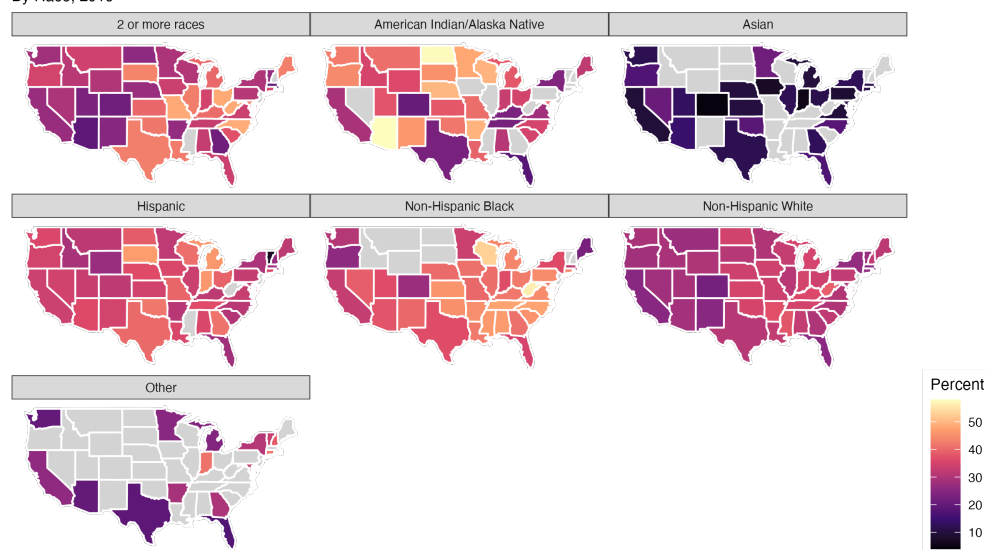 2 or more races
American Indian/Alaska Native
Asian
Hispanic
Non-Hispanic Black
Non-Hispanic White
Other
Percent
50
40
30
20
10